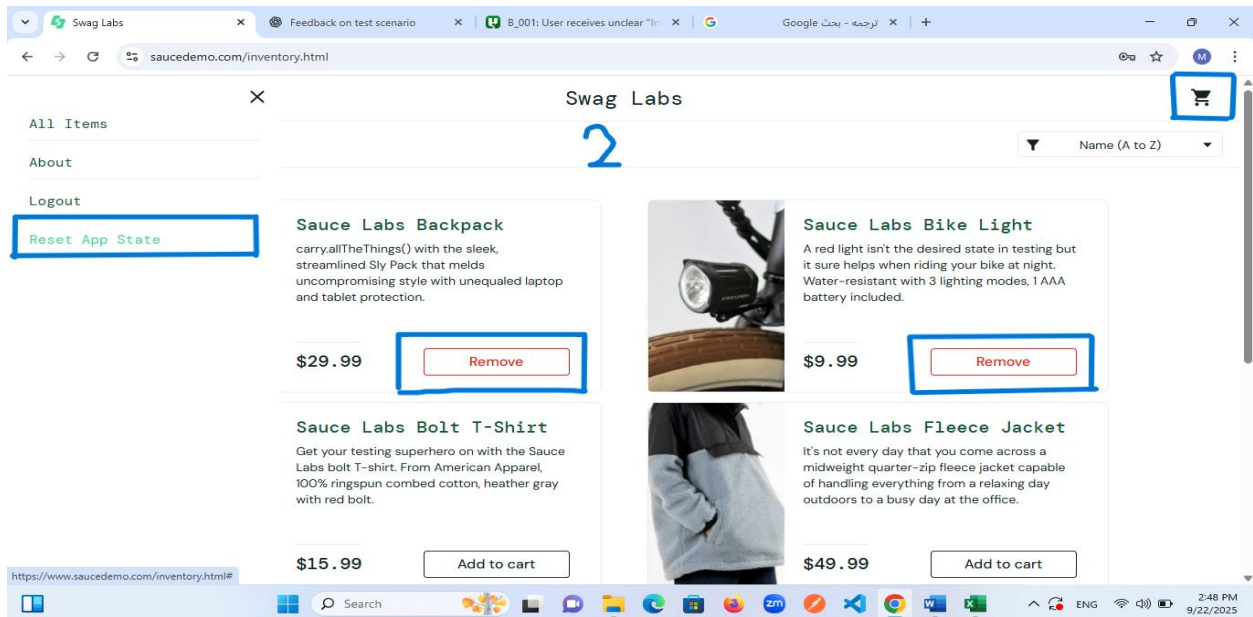 Swag Labs
Feedback on test scenario
B_001: User receives unclear "In
ترجمه - بحث Google
saucedemo.com/inventory.html
M
Swag Labs
2
Name (A to Z)
All Items
About
Logout
Reset App State
Sauce Labs Backpack
carry.allTheThings() with the sleek,
streamlined Sly Pack that melds
uncompromising style with unequaled laptop
and tablet protection.
$29.99
Remove
Sauce Labs Bike Light
A red light isn't the desired state in testing but
it sure helps when riding your bike at night.
Water-resistant with 3 lighting modes, 1 AAA
battery included.
$9.99
Remove
Sauce Labs Bolt T-Shirt
Get your testing superhero on with the Sauce
Labs bolt T-shirt. From American Apparel,
100% ringspun combed cotton, heather gray
with red bolt.
$15.99
Add to cart
Sauce Labs Fleece Jacket
It's not every day that you come across a
midweight quarter-zip fleece jacket capable
of handling everything from a relaxing day
outdoors to a busy day at the office.
$49.99
Add to cart
https://www.saucedemo.com/inventory.html#
Search
zm
ENG
2:48 PM
9/22/2025